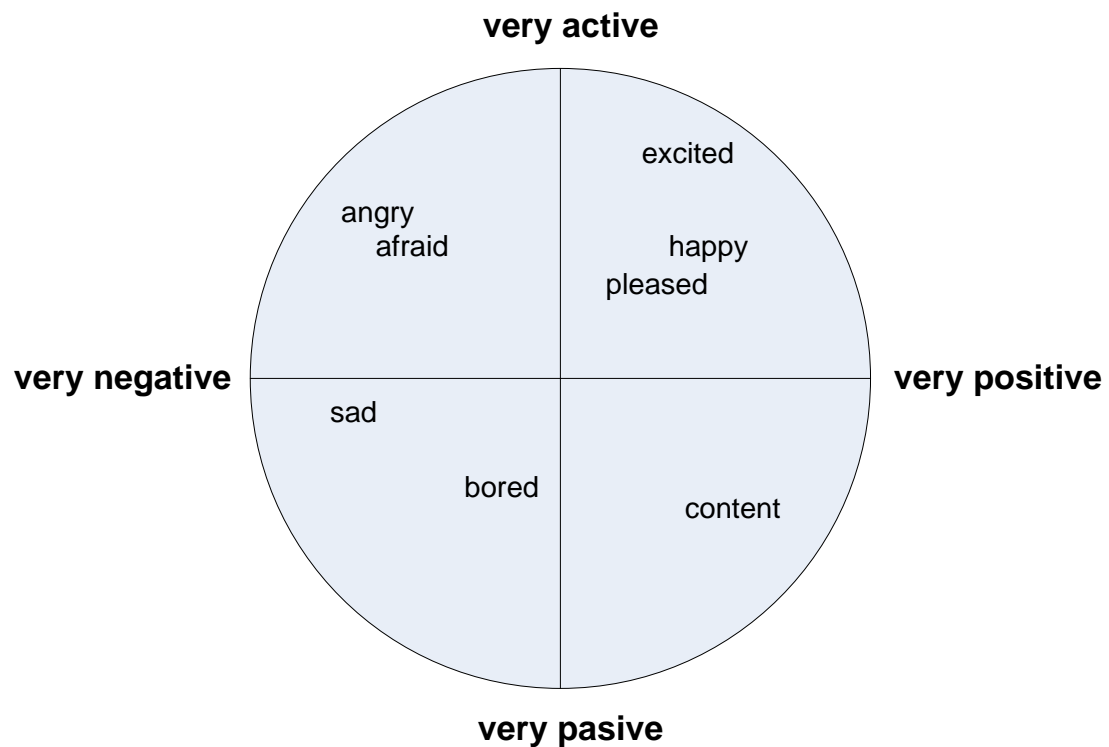 very active
excited
angry
afraid
happy
pleased
very negative
very positive
sad
bored
content
very pasive